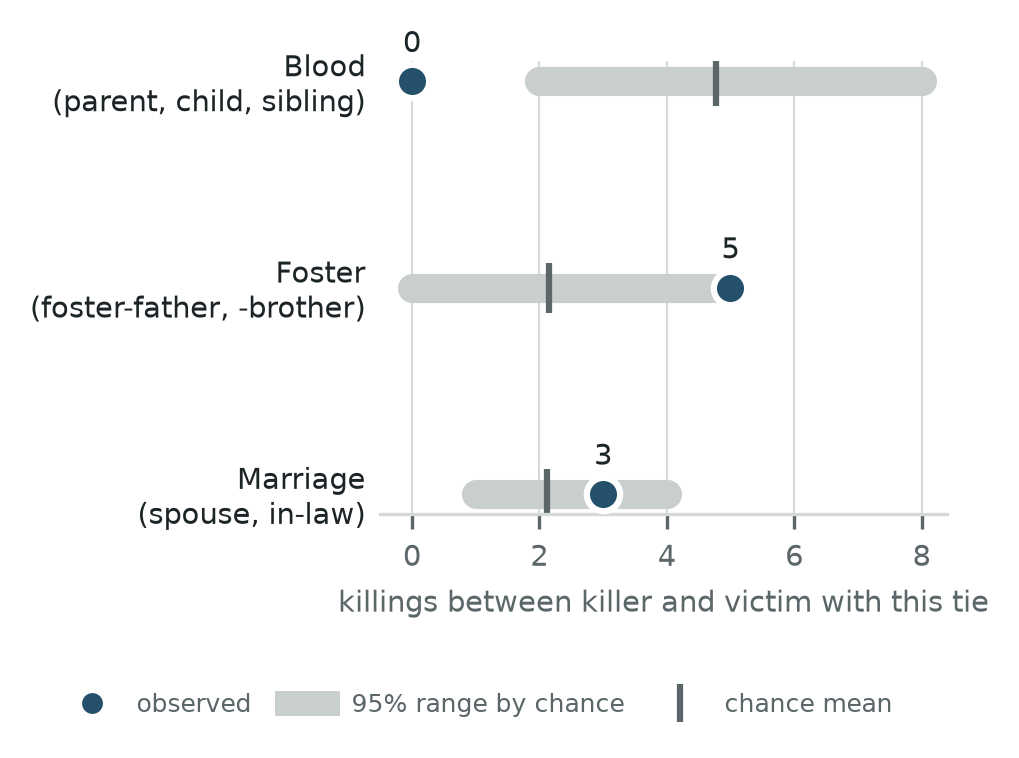 0
Blood
(parent, child, sibling)
5
Foster
(foster-father, -brother)
3
Marriage
(spouse, in-law)
0 2 4 6 8
killings between killer and victim with this tie
observed 95% range by chance chance mean